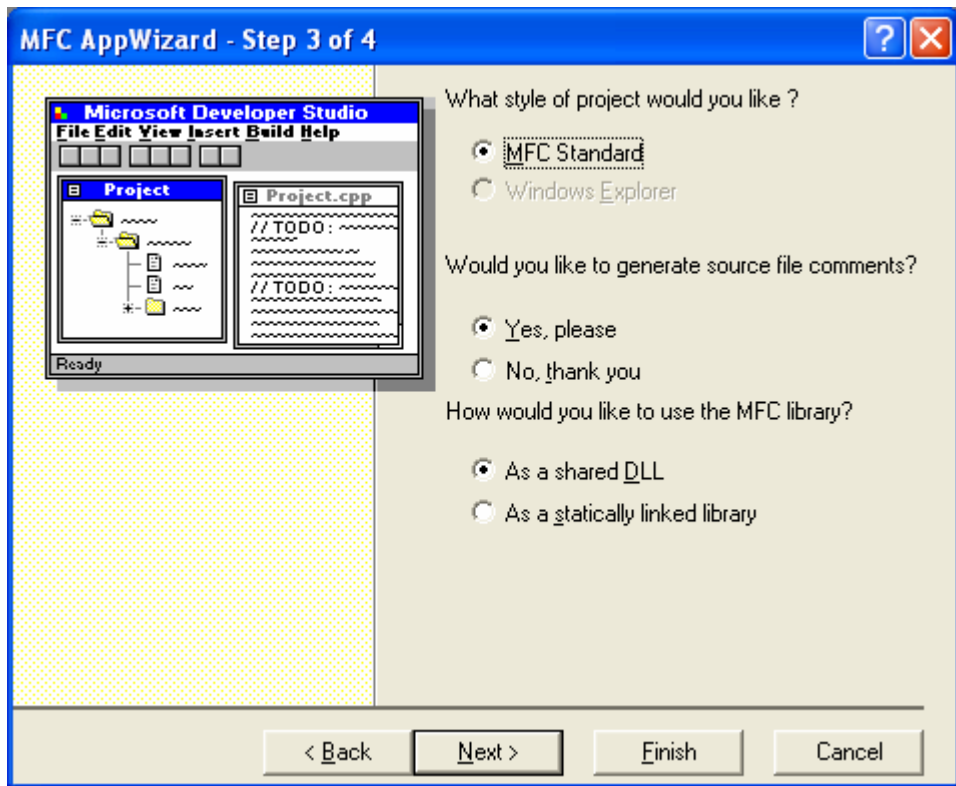 MFC AppWizard - Step 3 of 4
Microsoft Developer Studio
File Edit View Insert Build Help
Project
Project.cpp
// TODO:
// TODO:
Ready
What style of project would you like ?
MFC Standard
Windows Explorer
Would you like to generate source file comments?
Yes, please
No, thank you
How would you like to use the MFC library?
As a shared DLL
As a statically linked library
< Back
Next >
Finish
Cancel